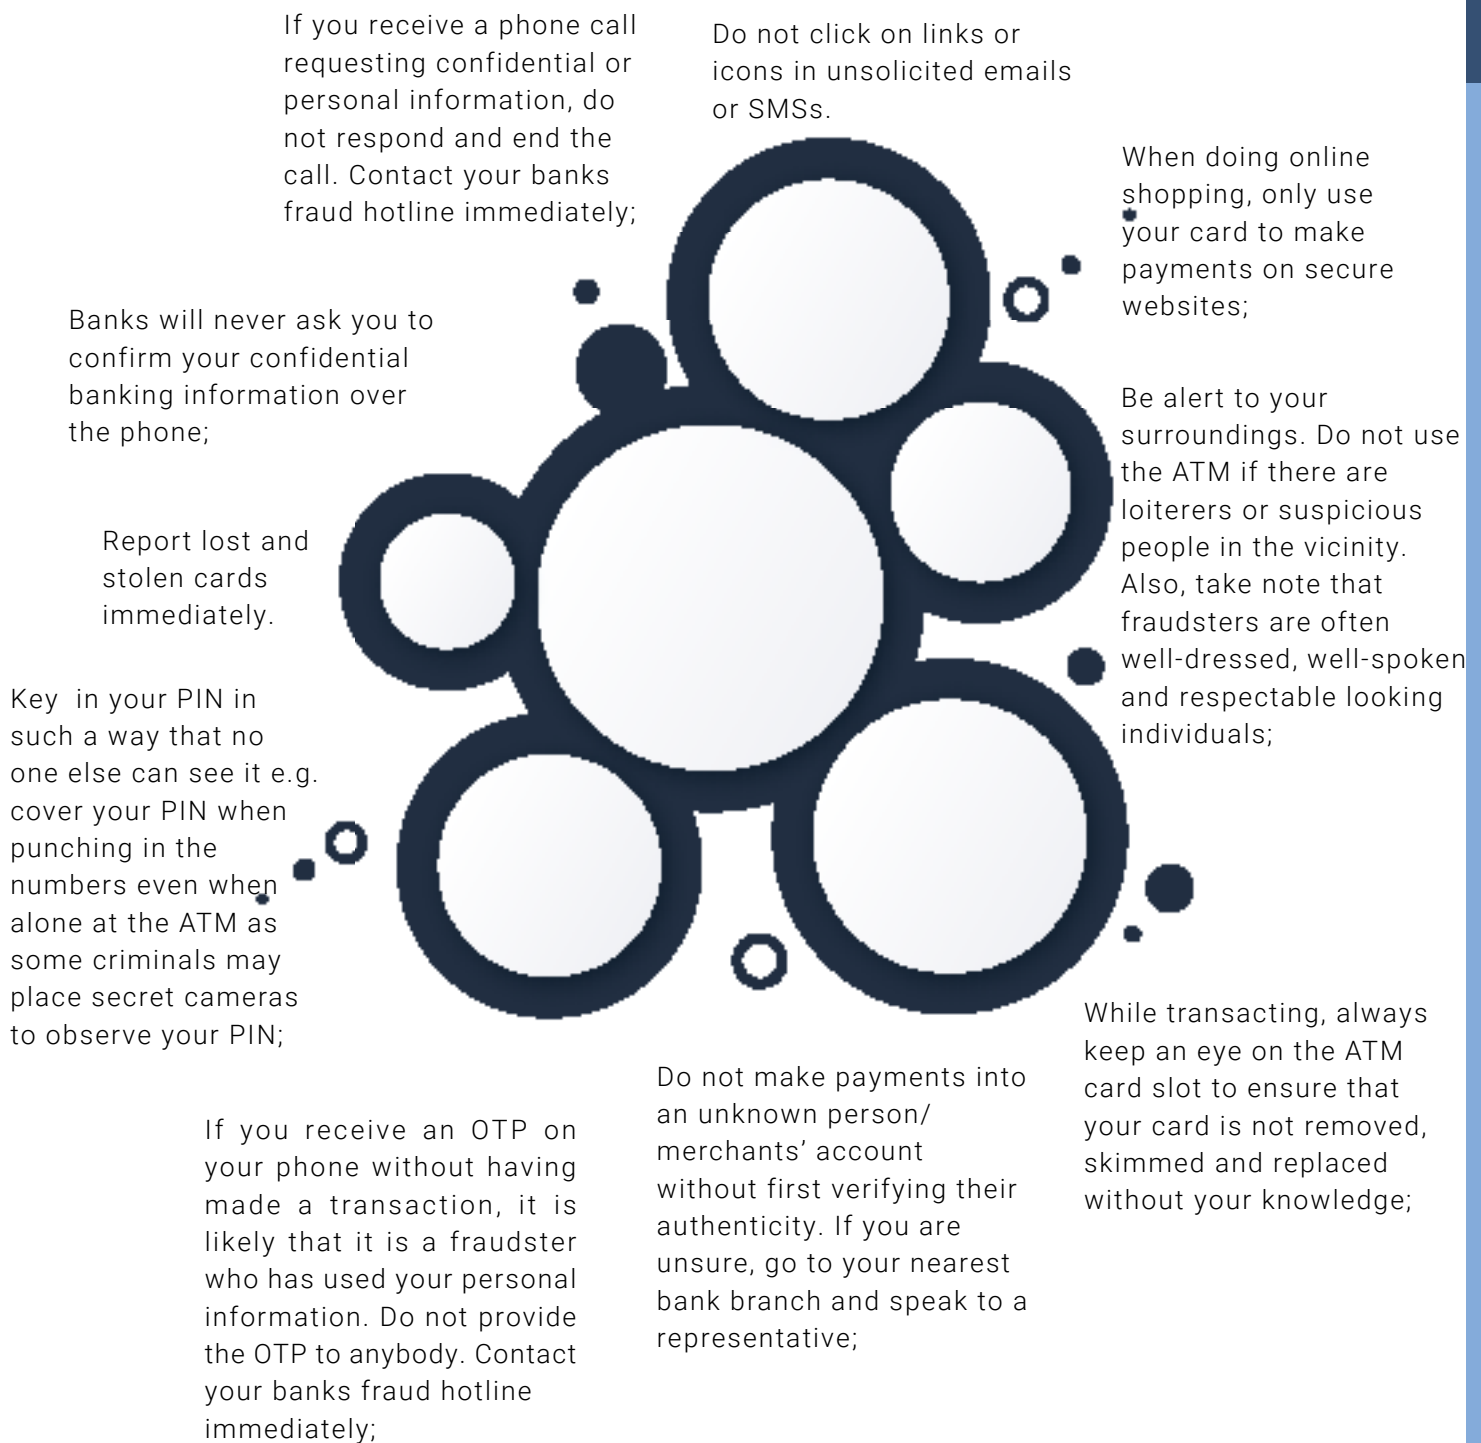 If you receive a phone call
requesting confidential or
personal information, do
not respond and end the
call. Contact your banks
fraud hotline immediately;
Do not click on links or
icons in unsolicited emails
or SMSs.
When doing online
shopping, only use
your card to make
payments on secure
websites;
Banks will never ask you to
confirm your confidential
banking information over
the phone;
Be alert to your
surroundings. Do not use
the ATM if there are
loiterers or suspicious
people in the vicinity.
Also, take note that
fraudsters are often
well-dressed, well-spoken
and respectable looking
individuals;
Report lost and
stolen cards
immediately.
Key in your PIN in
such a way that no
one else can see it e.g.
cover your PIN when
punching in the
numbers even when
alone at the ATM as
some criminals may
place secret cameras
to observe your PIN;
While transacting, always
keep an eye on the ATM
card slot to ensure that
your card is not removed,
skimmed and replaced
without your knowledge;
Do not make payments into
an unknown person/
merchants’ account
without first verifying their
authenticity. If you are
unsure, go to your nearest
bank branch and speak to a
representative;
If you receive an OTP on
your phone without having
made a transaction, it is
likely that it is a fraudster
who has used your personal
information. Do not provide
the OTP to anybody. Contact
your banks fraud hotline
immediately;